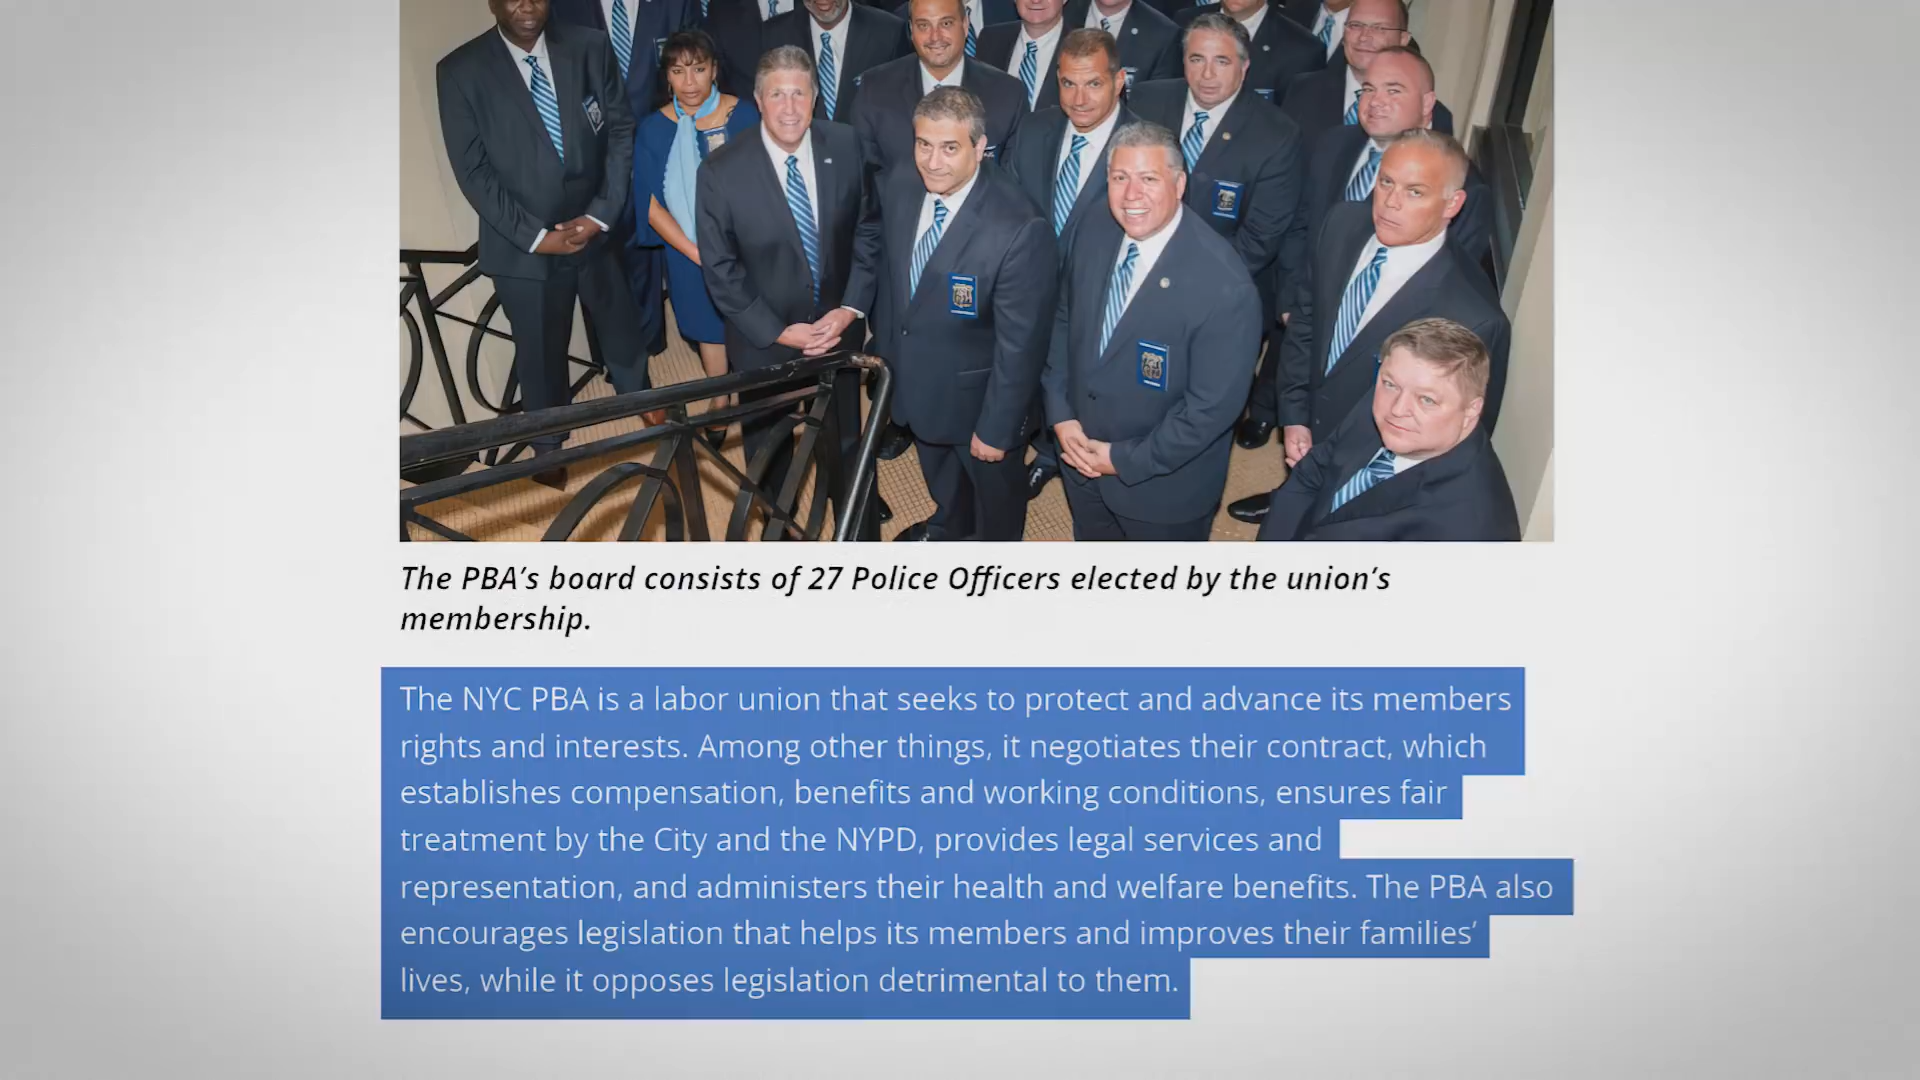 The PBA’s board consists of 27 Police Officers elected by the union’s
membership.
The NYC PBA is a labor union that seeks to protect and advance its members
rights and interests. Among other things, it negotiates their contract, which
establishes compensation, benefits and working conditions, ensures fair
treatment by the City and the NYPD, provides legal services and
representation, and administers their health and welfare benefits. The PBA also
encourages legislation that helps its members and improves their families’
lives, while it opposes legislation detrimental to them.